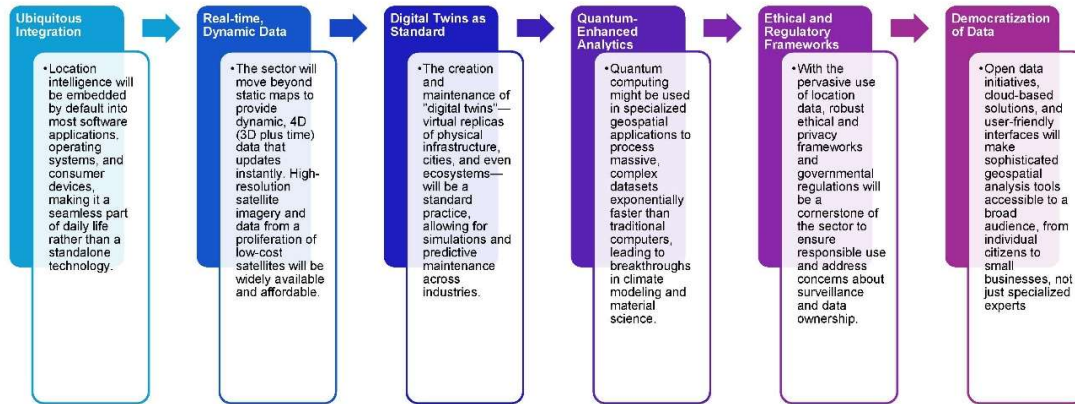 Ubiquitous
Integration
•Location
intelligence will
be embedded
by default into
most software
applications.
operating
systems, and
consumer
devices,
making it a
seamless part
of daily life
rather than a
standalone
technology.
Real-time,
Dynamic Data
•The sector will
move beyond
static maps to
provide
dynamic, 4D
(3D plus time)
data that
updates
instantly. High-
resolution
satellite
imagery and
data from a
proliferation of
low-cost
satellites will be
widely available
and affordable.
Digital Twins as
Standard
•The creation
and
maintenance of
"digital twins"—
virtual replicas
of physical
infrastructure,
cities, and even
ecosystems—
will be a
standard
practice,
allowing for
simulations and
predictive
maintenance
across
industries.
Quantum-
Enhanced
Analytics
•Quantum
computing
might be used
in specialized
geospatial
applications to
process
massive,
complex
datasets
exponentially
faster than
traditional
computers,
leading to
breakthroughs
in climate
modeling and
material
science.
Ethical and
Regulatory
Frameworks
•With the
pervasive use
of location
data, robust
ethical and
privacy
frameworks
and
governmental
regulations will
be a
cornerstone of
the sector to
ensure
responsible use
and address
concerns about
surveillance
and data
ownership.
Democratization
of Data
•Open data
initiatives,
cloud-based
solutions, and
user-friendly
interfaces will
make
sophisticated
geospatial
analysis tools
accessible to a
broad
audience, from
individual
citizens to
small
businesses, not
just specialized
experts